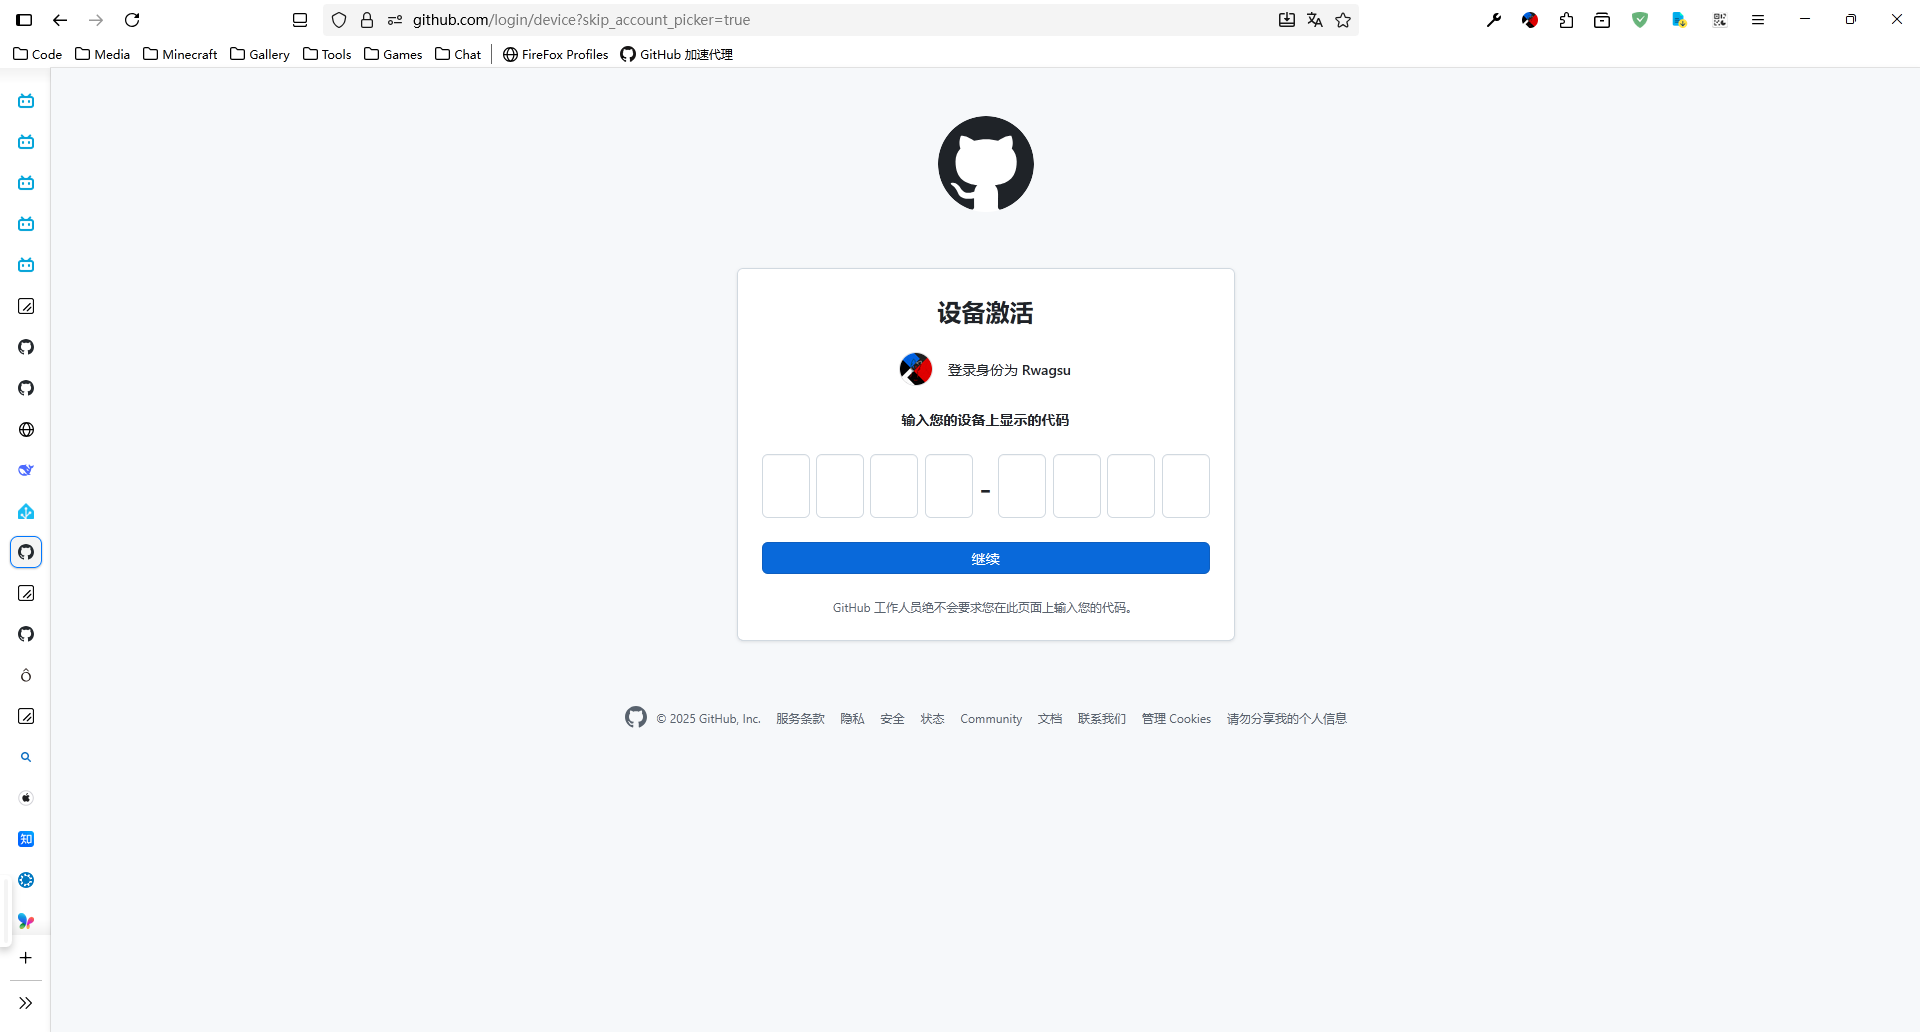 github.com/login/device?skip_account_picker=true
Code Media Minecraft Gallery Tools Games Chat FireFox Profiles GitHub 加速代理
设备激活
登录身份为 Rwagsu
输入您的设备上显示的代码
-
继续
GitHub 工作人员绝不会要求您在此页面上输入您的代码。
知
© 2025 GitHub, Inc. 服务条款 隐私 安全 状态 Community 文档 联系我们 管理 Cookies 请勿分享我的个人信息